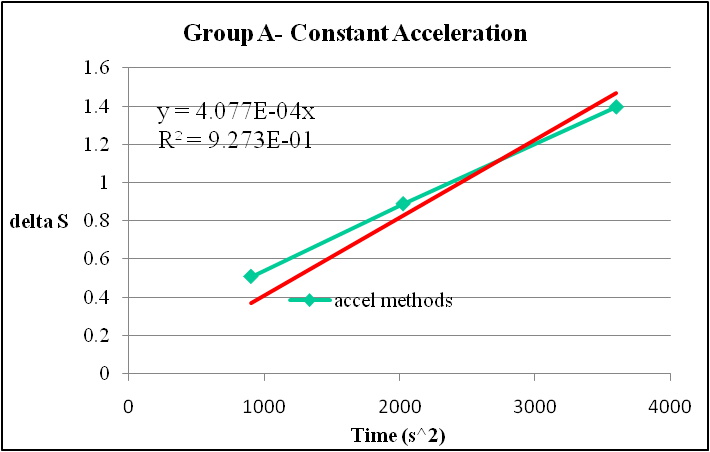 Group A- Constant Acceleration
1.6
1.4
1.2
1
0.8
0.6
0.4
0.2
0
y = 4.077E-04x
R² = 9.273E-01
delta S
accel methods
0 1000 2000 3000 4000
Time (s^2)